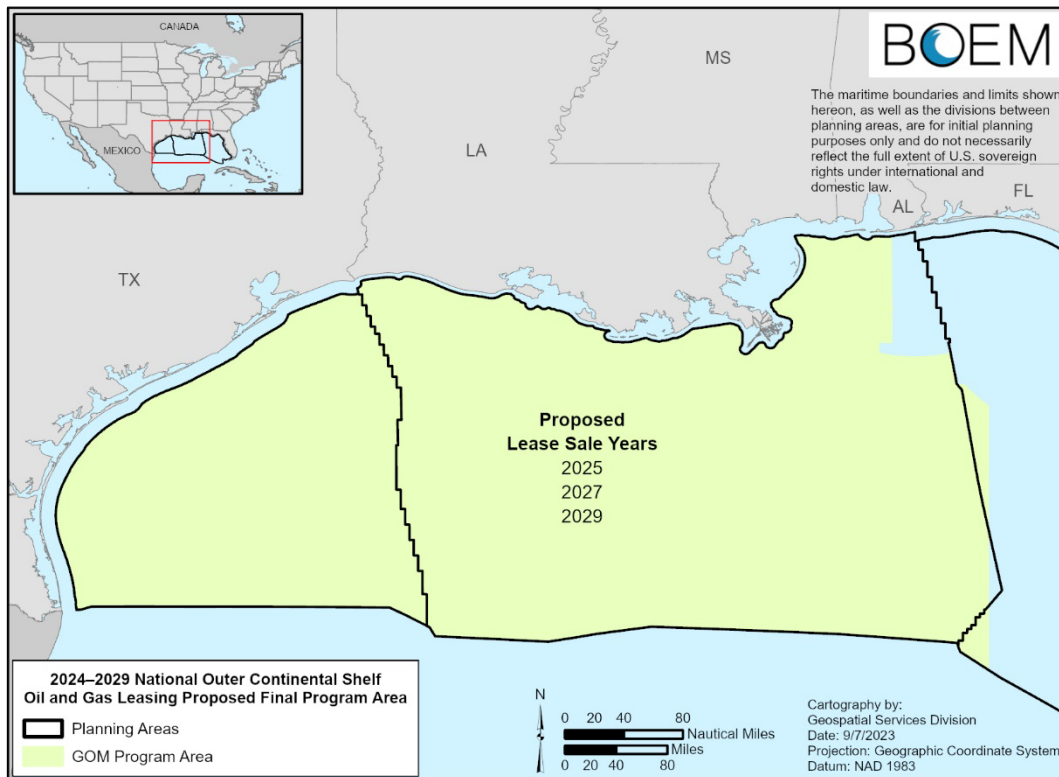 CANADA
MEXICO
BOEM
The maritime boundaries and limits shown
hereon, as well as the divisions between
planning areas, are for initial planning
purposes only and do not necessarily
reflect the full extent of U.S. sovereign
rights under international and
domestic law.
MS
LA
AL
FL
TX
Proposed
Lease Sale Years
2025
2027
2029
2024–2029 National Outer Continental Shelf
Oil and Gas Leasing Proposed Final Program Area
Planning Areas
GOM Program Area
N
0 20 40 80
Nautical Miles
Miles
0 20 40 80
Cartography by:
Geospatial Services Division
Date: 9/7/2023
Projection: Geographic Coordinate System
Datum: NAD 1983